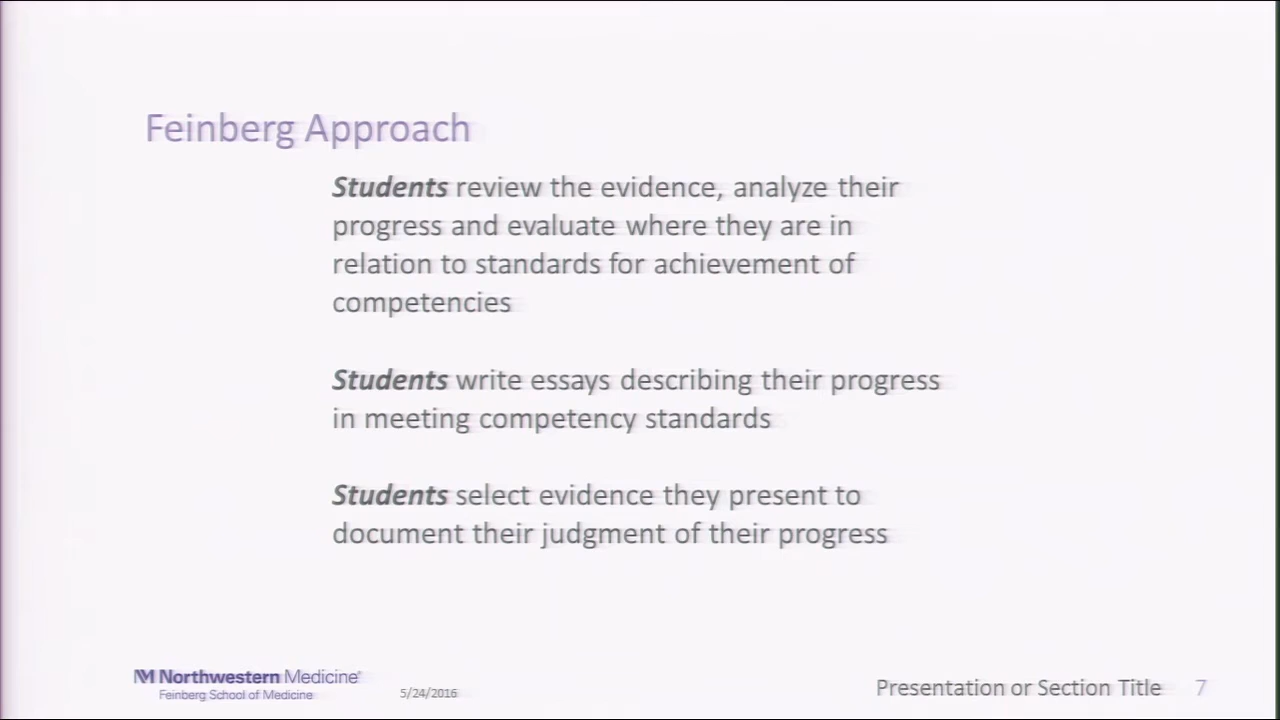 Feinberg Approach
Students review the evidence, analyze their
progress and evaluate where they are in
relation to standards for achievement of
competencies
Students write essays describing their progress
in meeting competency standards
Students select evidence they present to
document their judgment of their progress
NM Northwestern Medicine®
Feinberg School of Medicine
5/24/2016
Presentation or Section Title
7